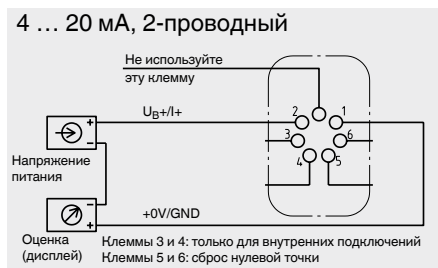 4 … 20 мА, 2-проводный
Не используйте
эту клемму
U_B+/I+
2
1
3
6
4
5
+
−
Напряжение
питания
−
+
+0V/GND
Оценка
(дисплей)
Клеммы 3 и 4: только для внутренних подключений
Клеммы 5 и 6: сброс нулевой точки